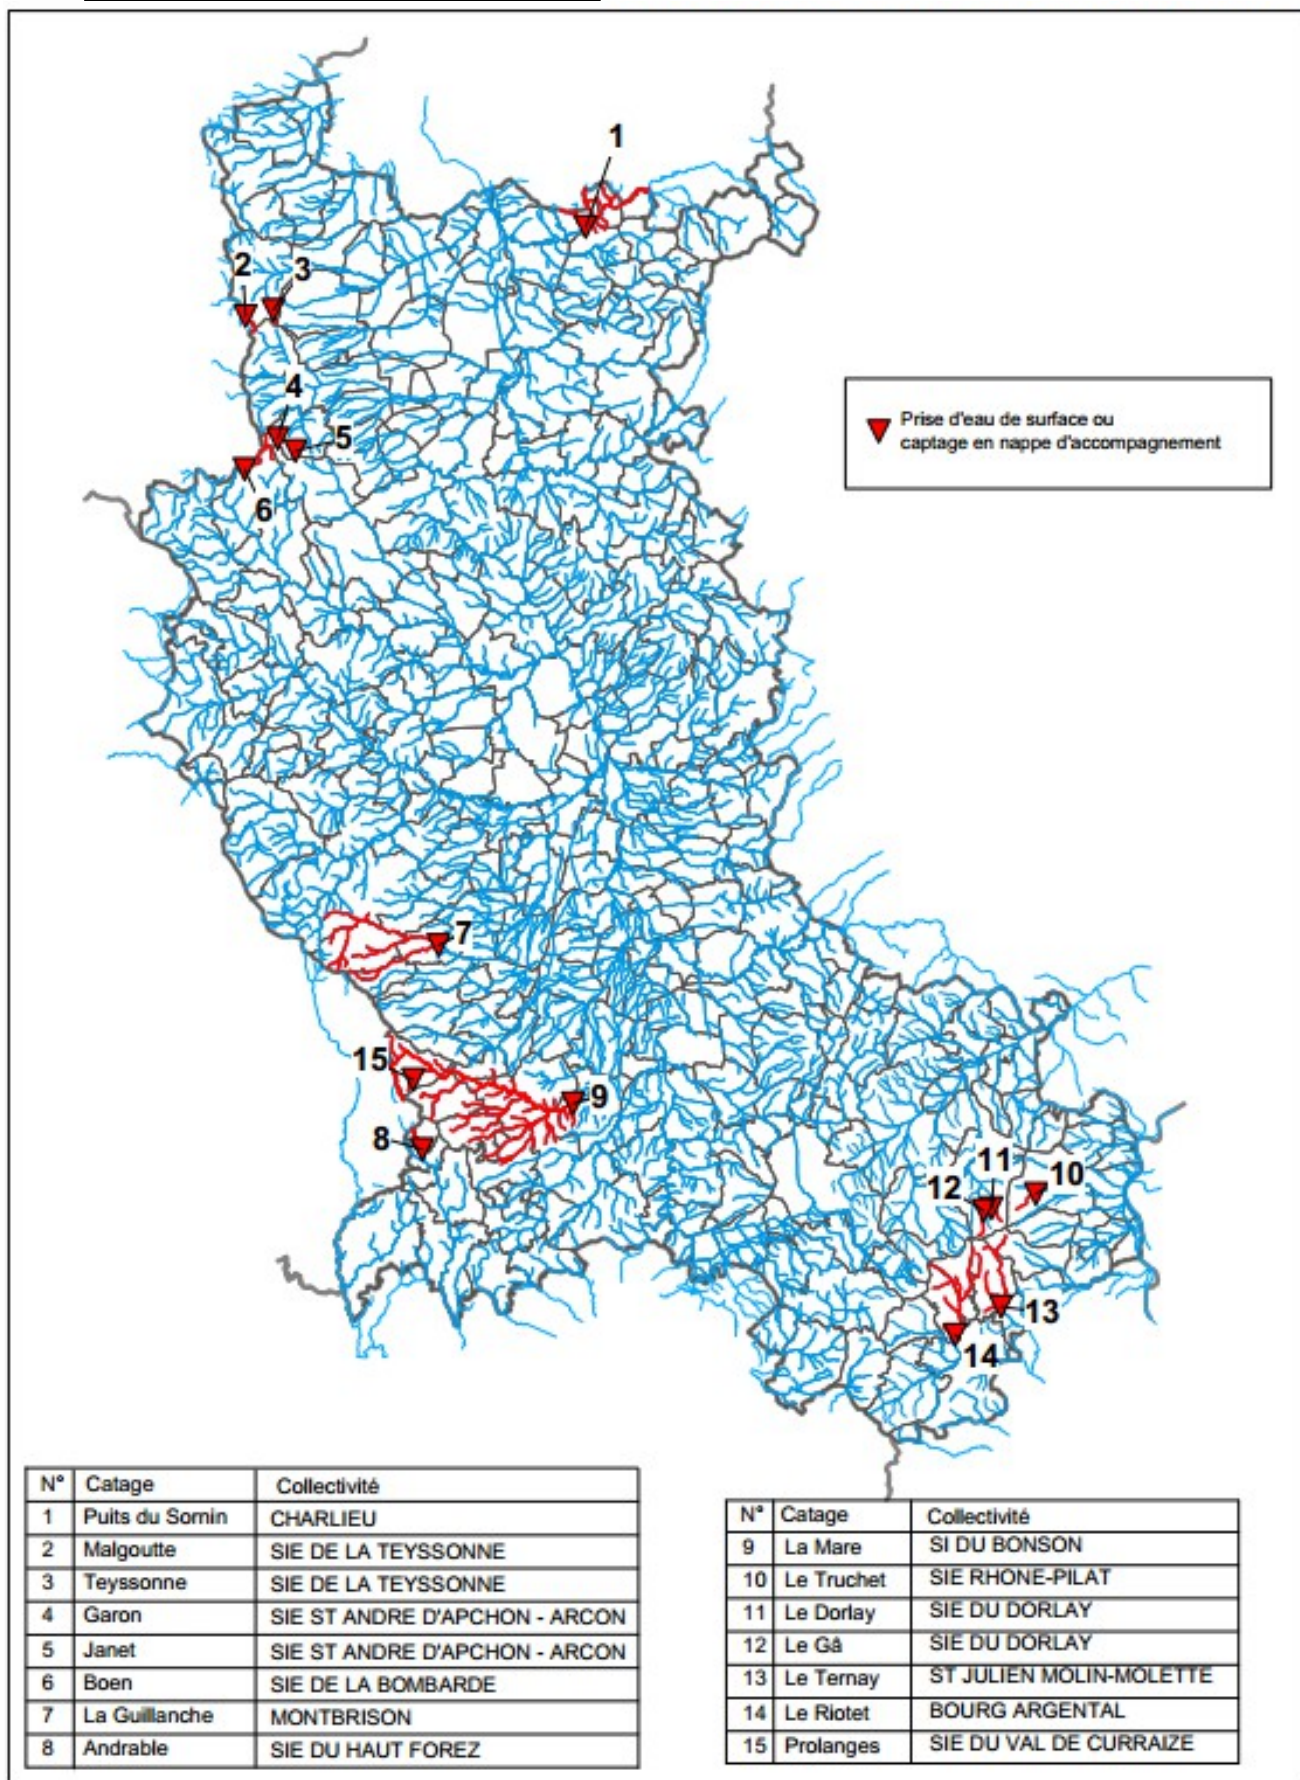 1
2
3
4
5
6
Prise d'eau de surface ou
captage en nappe d'accompagnement
7
15
9
8
11
12
10
13
14
N° Catage Collectivité
1 Puits du Sornin CHARLIEU
2 Malgoutte SIE DE LA TEYSSONNE
3 Teyssonne SIE DE LA TEYSSONNE
4 Garon SIE ST ANDRE D'APCHON - ARCON
5 Janet SIE ST ANDRE D'APCHON - ARCON
6 Boen SIE DE LA BOMBARDE
7 La Guillanche MONTBRISON
8 Andrable SIE DU HAUT FOREZ
N° Catage Collectivité
9 La Mare SI DU BONSON
10 Le Truchet SIE RHONE-PILAT
11 Le Dorlay SIE DU DORLAY
12 Le Gâ SIE DU DORLAY
13 Le Ternay ST JULIEN MOLIN-MOLETTE
14 Le Riotet BOURG ARGENTAL
15 Prolanges SIE DU VAL DE CURRAIZE